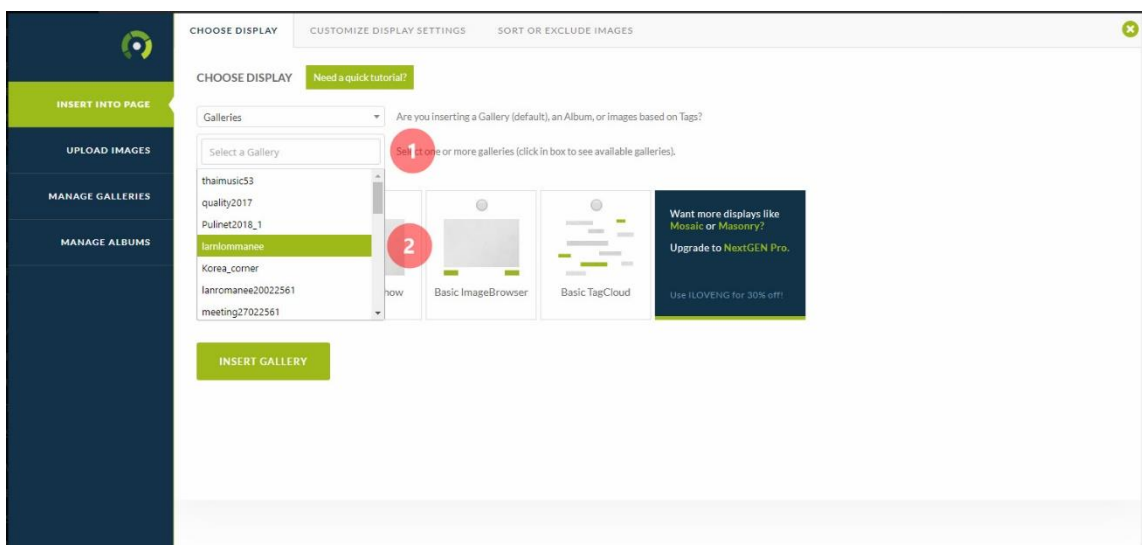 CHOOSE DISPLAY
CUSTOMIZE DISPLAY SETTINGS
SORT OR EXCLUDE IMAGES
INSERT INTO PAGE
UPLOAD IMAGES
MANAGE GALLERIES
MANAGE ALBUMS
CHOOSE DISPLAY
Need a quick tutorial?
Galleries
Are you inserting a Gallery (default), an Album, or images based on Tags?
Select a Gallery
1
Select one or more galleries (click in box to see available galleries).
thaimusic53
quality2017
Pulinet2018_1
larnlommanee
Korea_corner
lanromanee20022561
meeting27022561
2
how
Basic ImageBrowser
Basic TagCloud
Want more displays like
Mosaic or Masonry?
Upgrade to NextGEN Pro.
Use ILOVENG for 30% off!
INSERT GALLERY